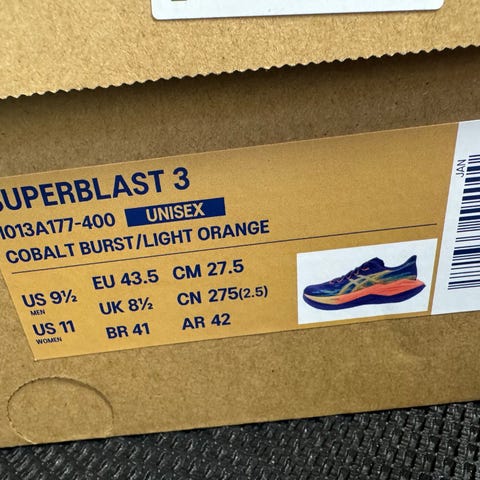 SUPERBLAST 3
1013A177-400 UNISEX
COBALT BURST/LIGHT ORANGE
US 9½ EU 43.5 CM 27.5
MEN
UK 8½ CN 275(2.5)
US 11 BR 41 AR 42
WOMEN
JAN